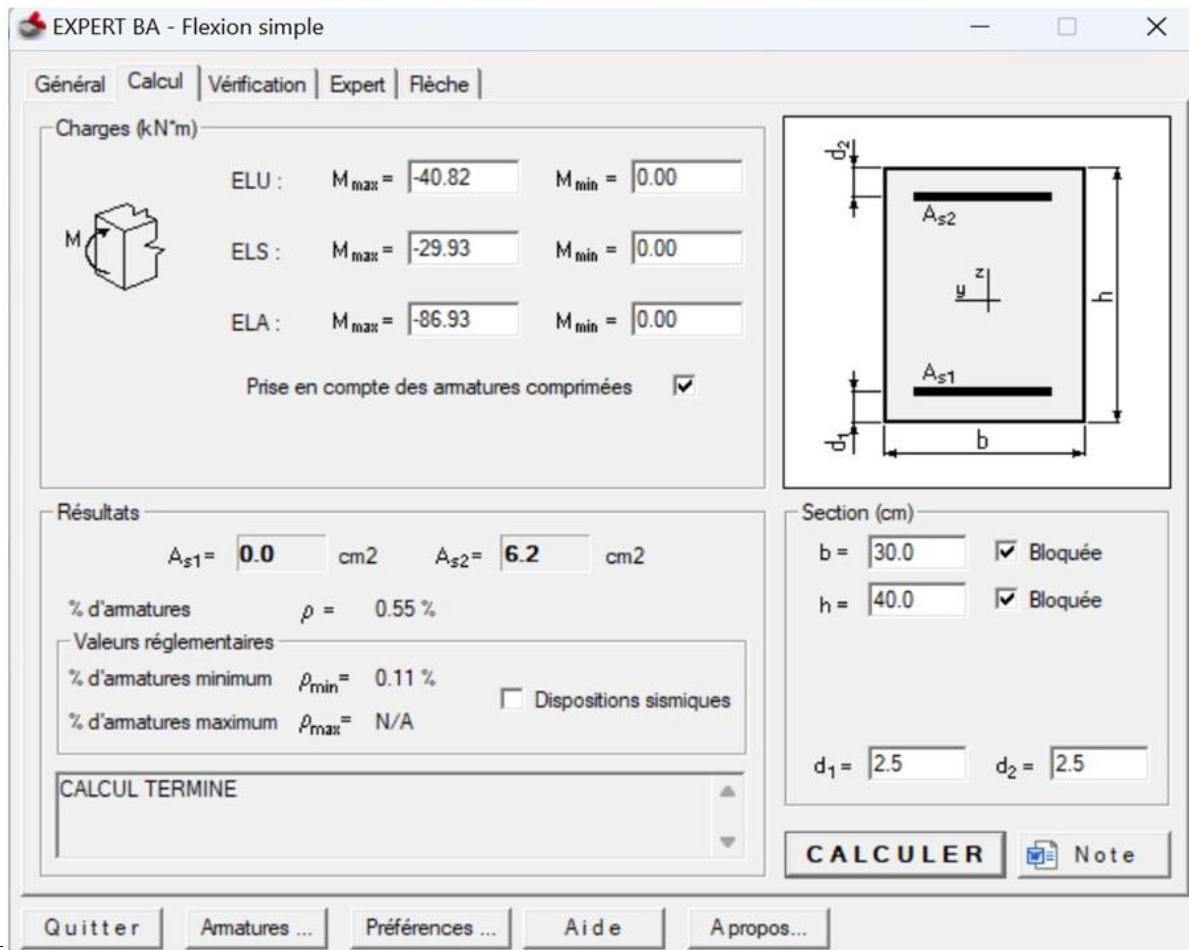 EXPERT BA - Flexion simple
Général Calcul Vérification Expert Flèche
Charges (kN*m)
ELU : M max = -40.82 M min = 0.00
ELS : M max = -29.93 M min = 0.00
ELA : M max = -86.93 M min = 0.00
M
Prise en compte des armatures comprimées
d2
As2
z
y
h
As1
d1
b
Résultats
As1= 0.0 cm2 As2= 6.2 cm2
% d'armatures ρ = 0.55 %
Valeurs réglementaires
% d'armatures minimum ρmin= 0.11 %
Dispositions sismiques
% d'armatures maximum ρmax= N/A
CALCUL TERMINE
Section (cm)
b = 30.0 Bloquée
h = 40.0 Bloquée
d1 = 2.5 d2 = 2.5
CALCULER Note
Quitter Armatures ... Préférences ... Aide A propos...